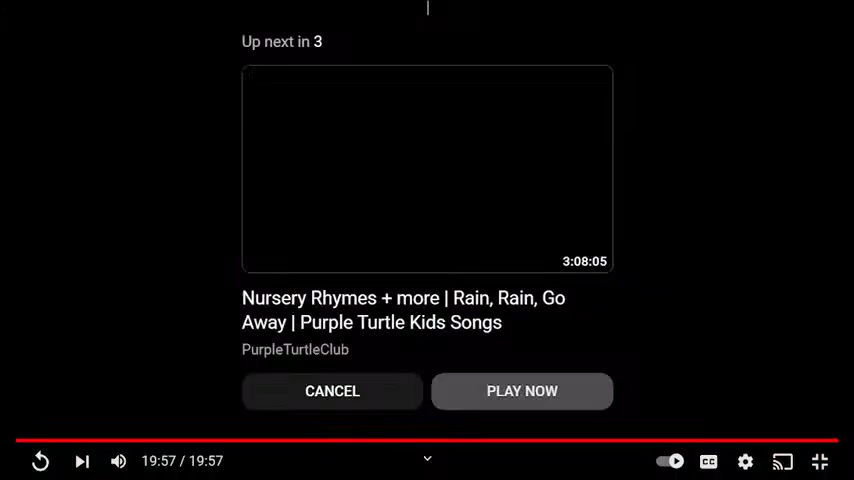 Up next in 3
3:08:05
Nursery Rhymes + more | Rain, Rain, Go
Away | Purple Turtle Kids Songs
PurpleTurtleClub
CANCEL
PLAY NOW
19:57 / 19:57
CC